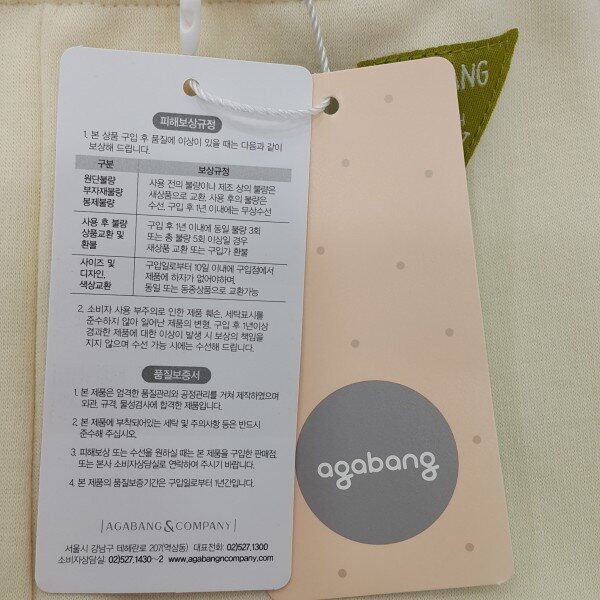 피해보상규정
1. 본 상품 구입 후 품질에 이상이 있을 때는 다음과 같이
보상해 드립니다.
구분 보상규정
원단불량
부자재불량
봉제불량
사용 전의 불량이나 제조 상의 불량은
새상품으로 교환, 사용 후의 불량은
수선, 구입 후 1년 이내에는 무상수선
사용 후 불량
상품교환 및
환불
구입 후 1년 이내에 동일 불량 3회
또는 총 불량 5회 이상일 경우
새상품 교환 또는 구입가 환불
사이즈 및
디자인,
색상교환
구입일로부터 10일 이내에 구입점에서
제품에 하자가 없어야하며,
동일 또는 동종상품으로 교환가능
2. 소비자 사용 부주의로 인한 제품 훼손, 세탁표시를
준수하지 않아 일어난 제품의 변형, 구입 후 1년이상
경과한 제품에 대한 이상이 발생 시 보상의 책임을
지지 않으며 수선 가능 시에는 수선해 드립니다.
품질보증서
1. 본 제품은 엄격한 품질관리와 공정관리를 거쳐 제작하였으며
외관, 규격, 물성검사에 합격한 제품입니다.
2. 본 제품에 부착되어있는 세탁 및 주의사항 등은 반드시
준수해 주십시오.
3. 피해보상 또는 수선을 원하실 때는 본 제품을 구입한 판매점,
또는 본사 소비자상담실로 연락하여 주시기 바랍니다.
4. 본 제품의 품질보증기간은 구입일로부터 1년간입니다.
AGABANG&COMPANY
서울시 강남구 테헤란로 207(역삼동) 대표전화: 02)527.1300
소비자상담실: 02)527.1430~2 www.agabangncompany.com
agabang
ANG